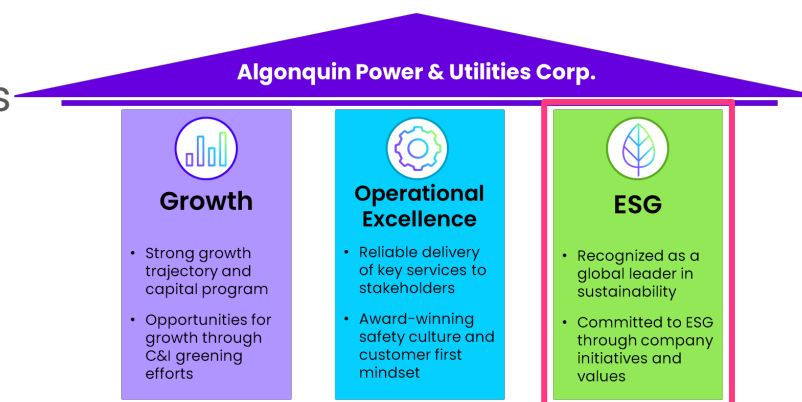 s
Algonquin Power & Utilities Corp.
Growth
• Strong growth
trajectory and
capital program
• Opportunities for
growth through
C&I greening
efforts
Operational
Excellence
• Reliable delivery
of key services to
stakeholders
• Award-winning
safety culture and
customer first
mindset
ESG
• Recognized as a
global leader in
sustainability
• Committed to ESG
through company
initiatives and
values